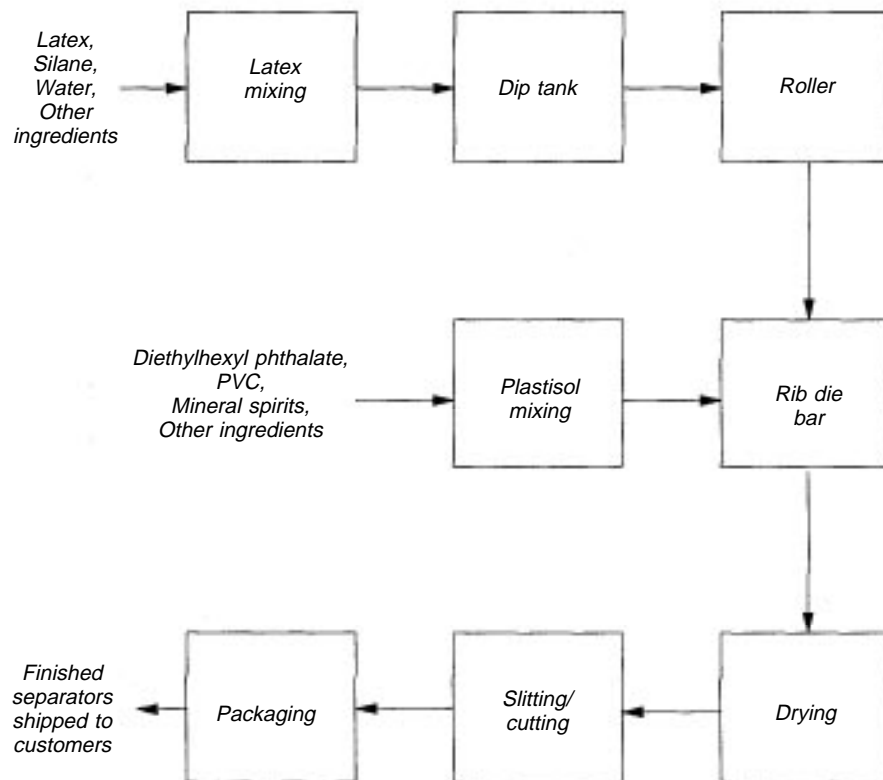 Latex,
Silane,
Water,
Other
ingredients
Latex
mixing
Dip tank
Roller
Diethylhexyl phthalate,
PVC,
Mineral spirits,
Other ingredients
Plastisol
mixing
Rib die
bar
Finished
separators
shipped to
customers
Packaging
Slitting/
cutting
Drying